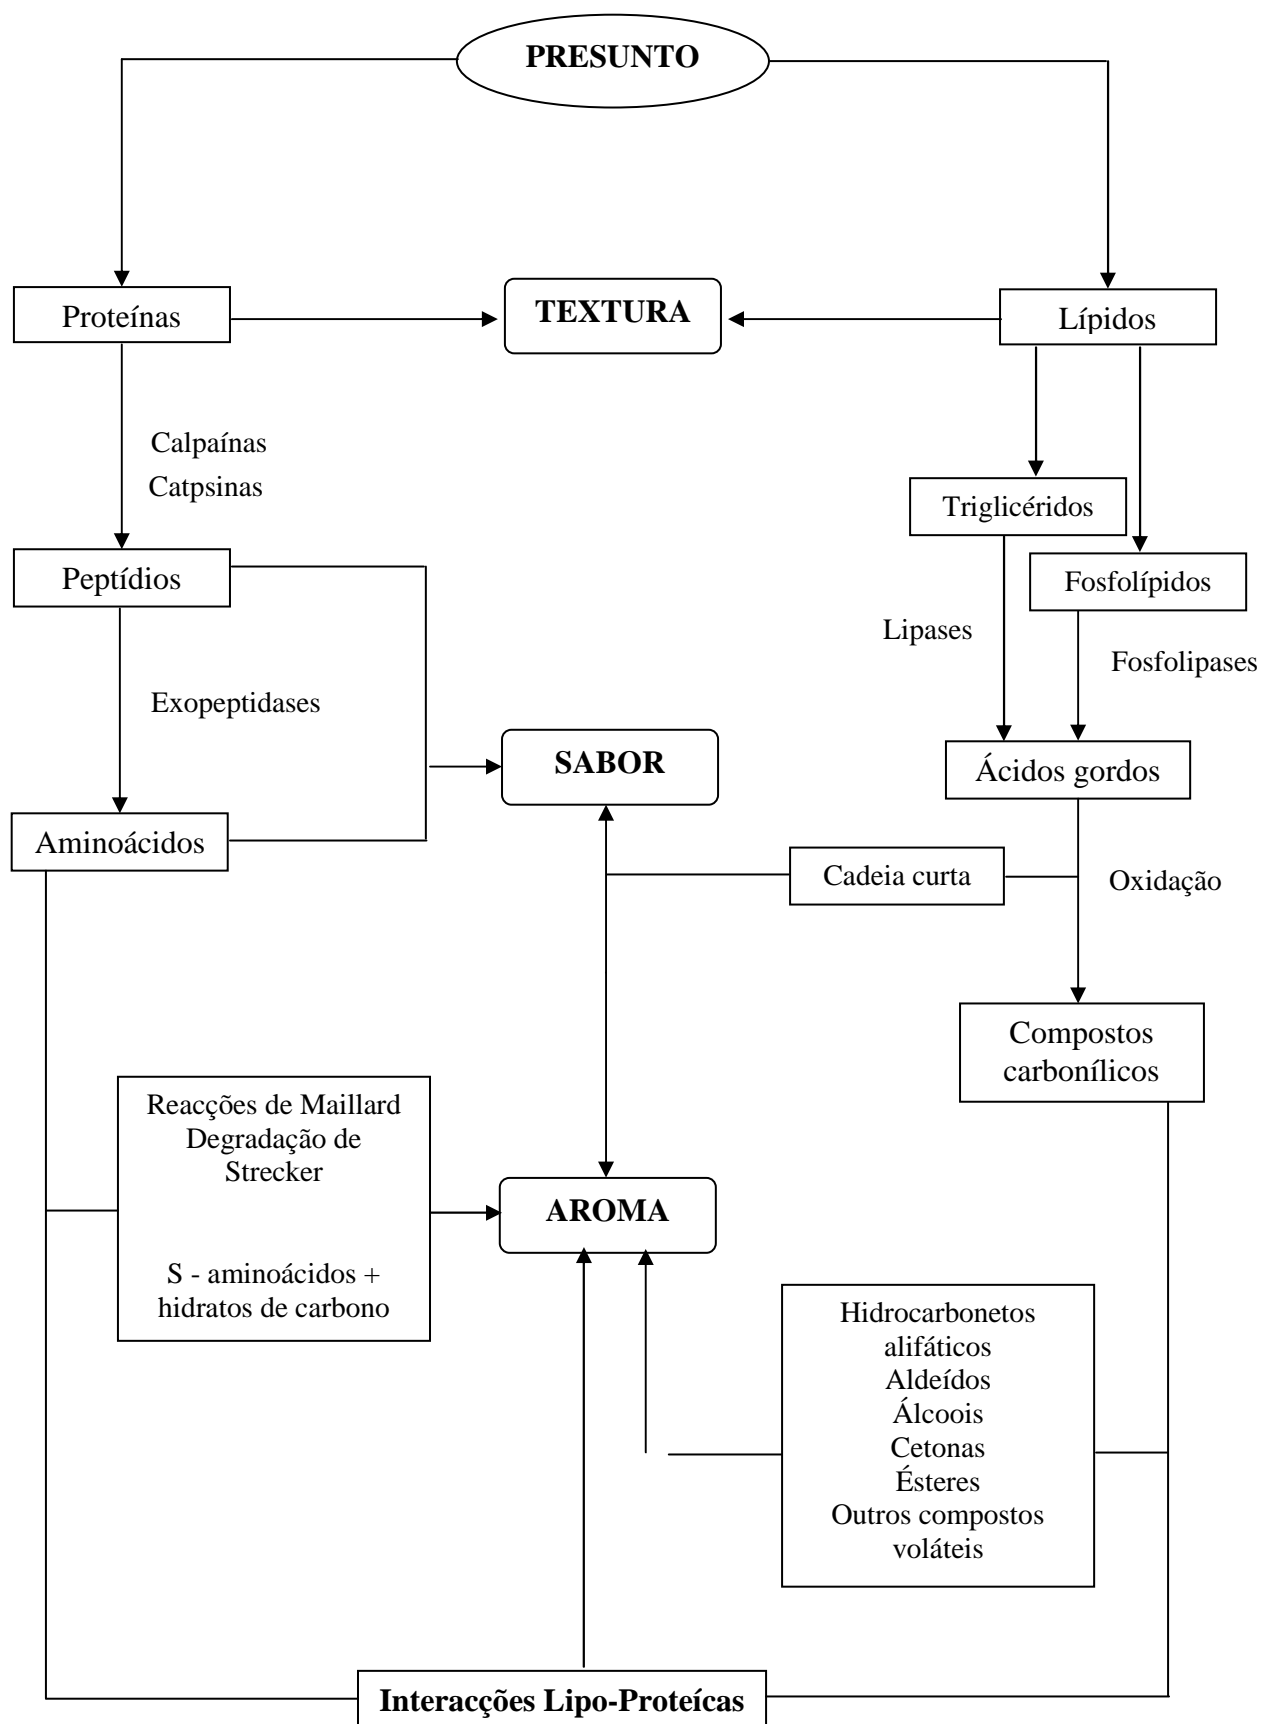 PRESUNTO
Proteínas
TEXTURA
Lípidos
Calpaínas
Catpsinas
Triglicéridos
Peptídios
Fosfolípidos
Lipases
Fosfolipases
Exopeptidases
SABOR
Ácidos gordos
Aminoácidos
Cadeia curta
Oxidação
Compostos
carbonílicos
Reacções de Maillard
Degradação de
Strecker
S - aminoácidos +
hidratos de carbono
AROMA
Hidrocarbonetos
alifáticos
Aldeídos
Álcoois
Cetonas
Ésteres
Outros compostos
voláteis
Interacções Lipo-Proteícas